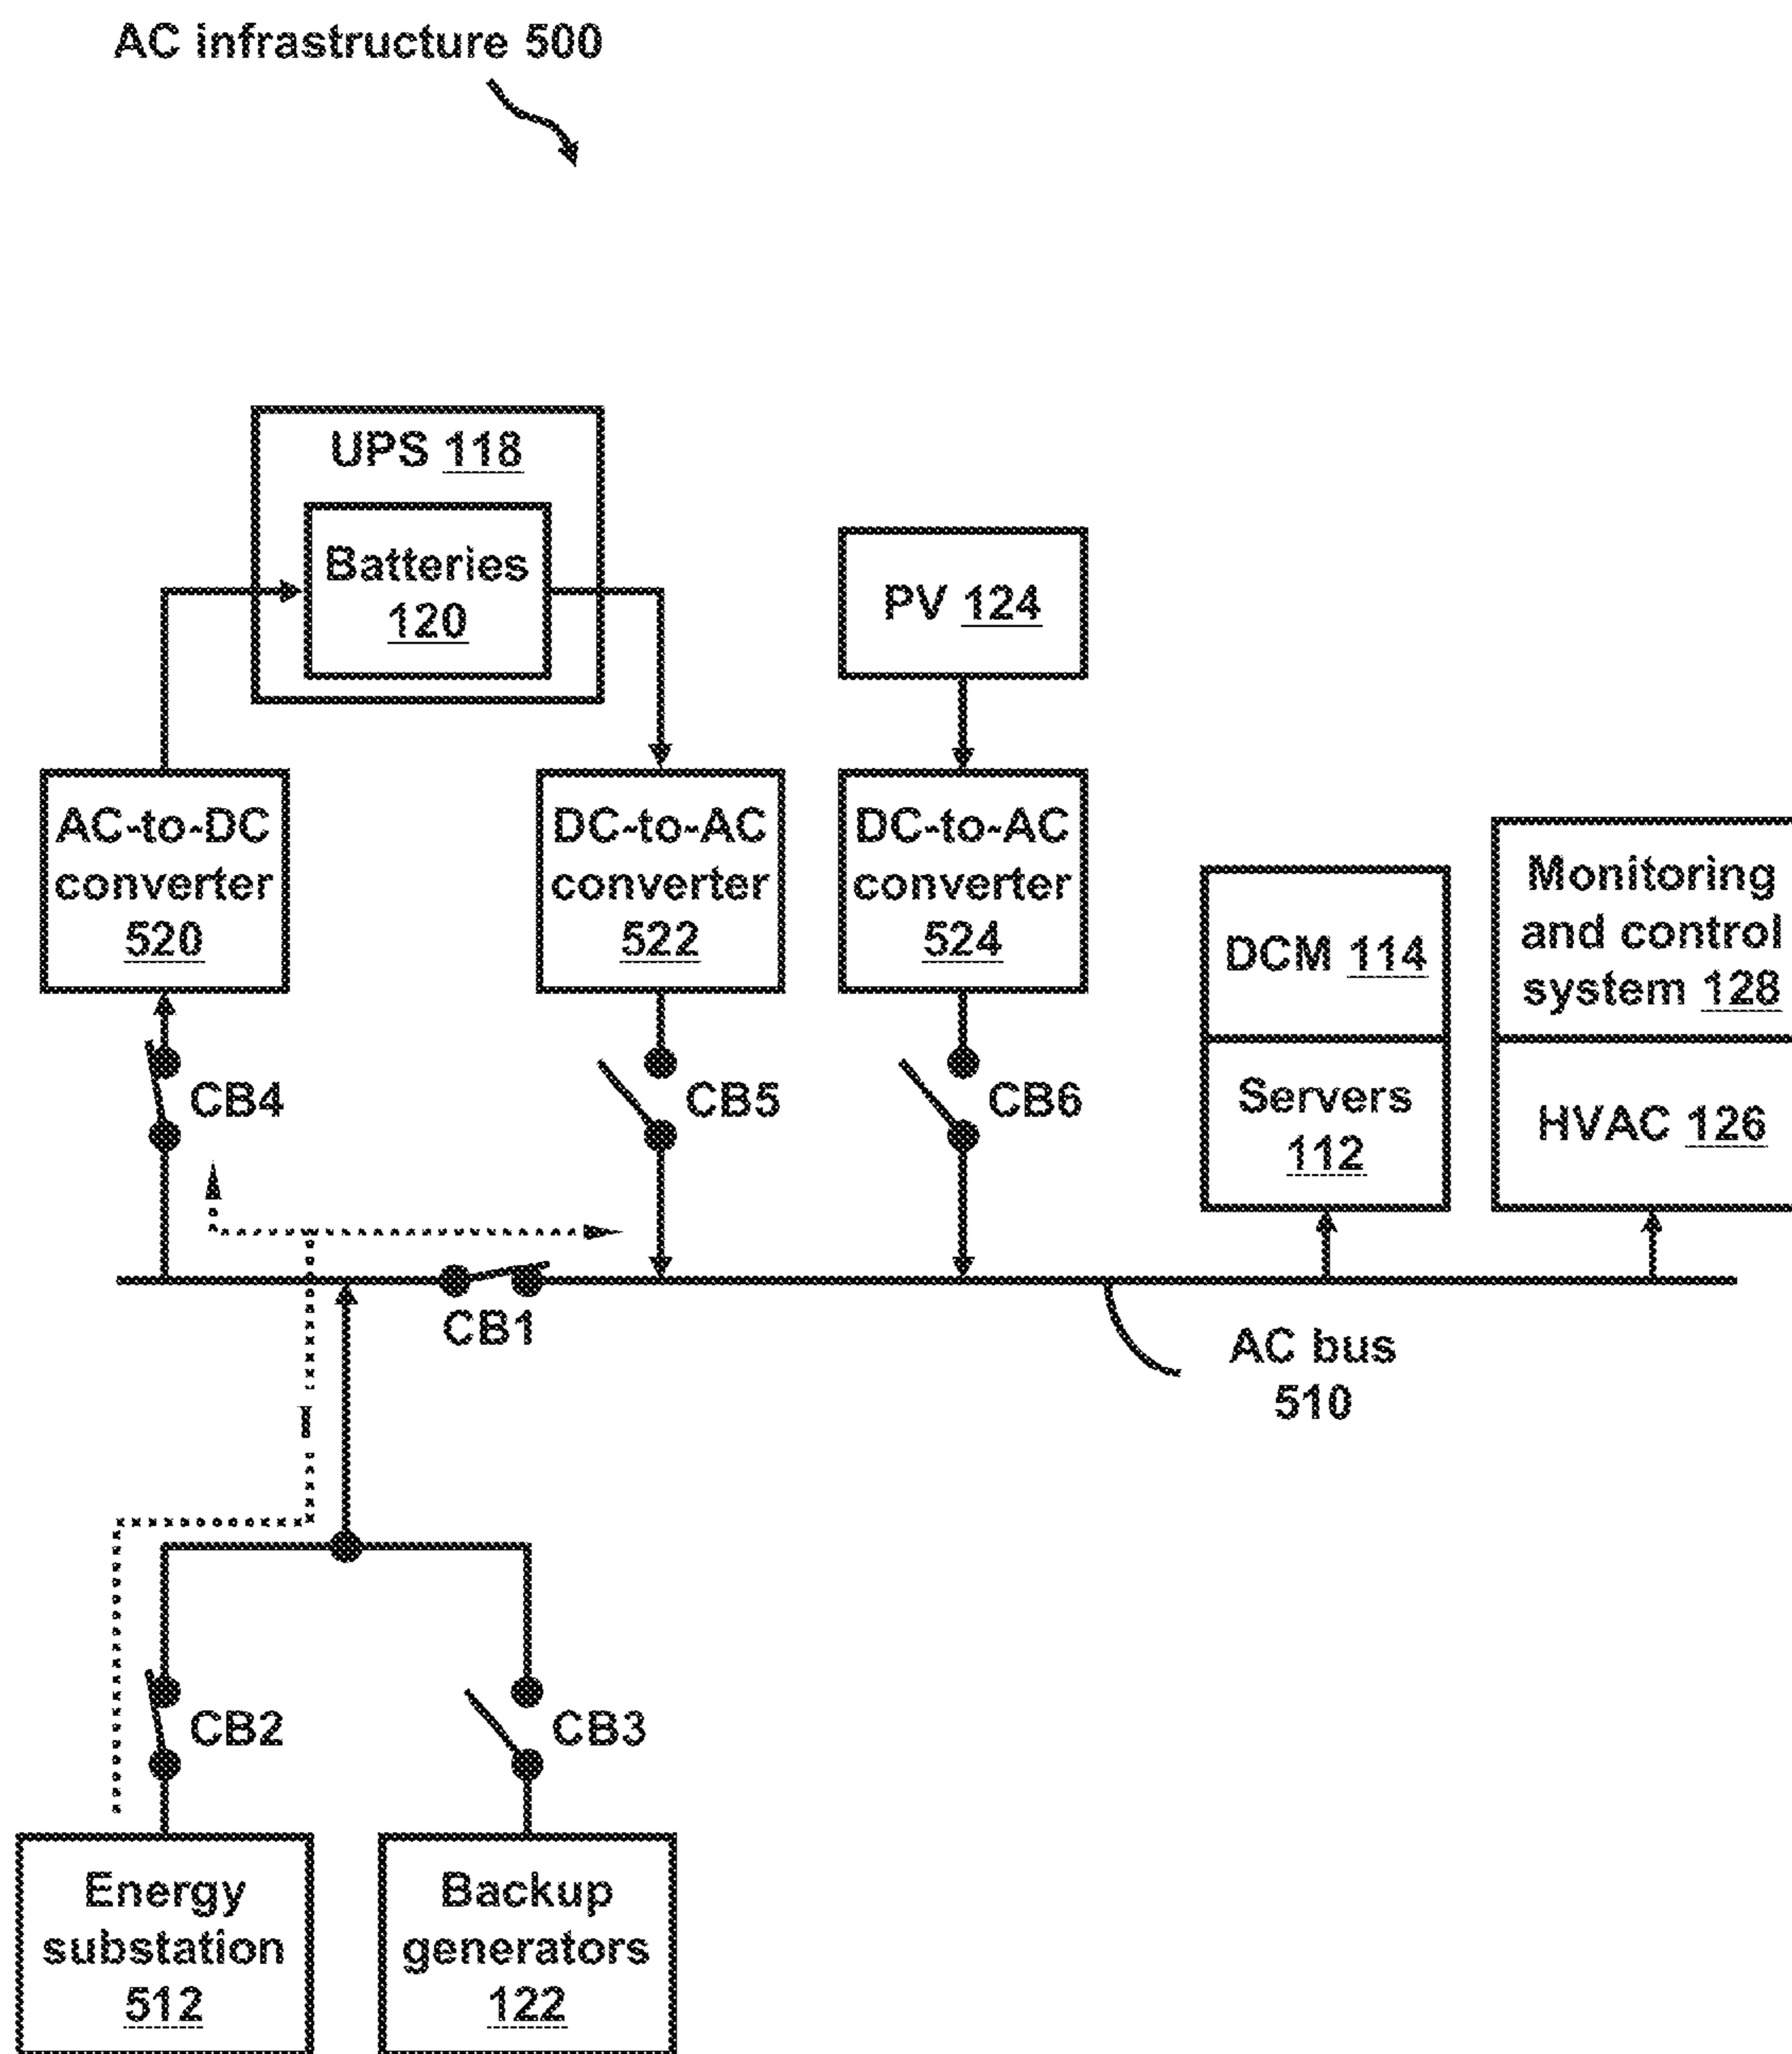 AC infrastructure 500
UPS 118
Batteries
120
PV 124
AC-to-DC
converter
520
DC-to-AC
converter
522
DC-to-AC
converter
524
DCM 114
Servers
112
Monitoring
and control
system 128
HVAC 126
CB4
CB5
CB6
CB1
AC bus
510
I
CB2
CB3
Energy
substation
512
Backup
generators
122